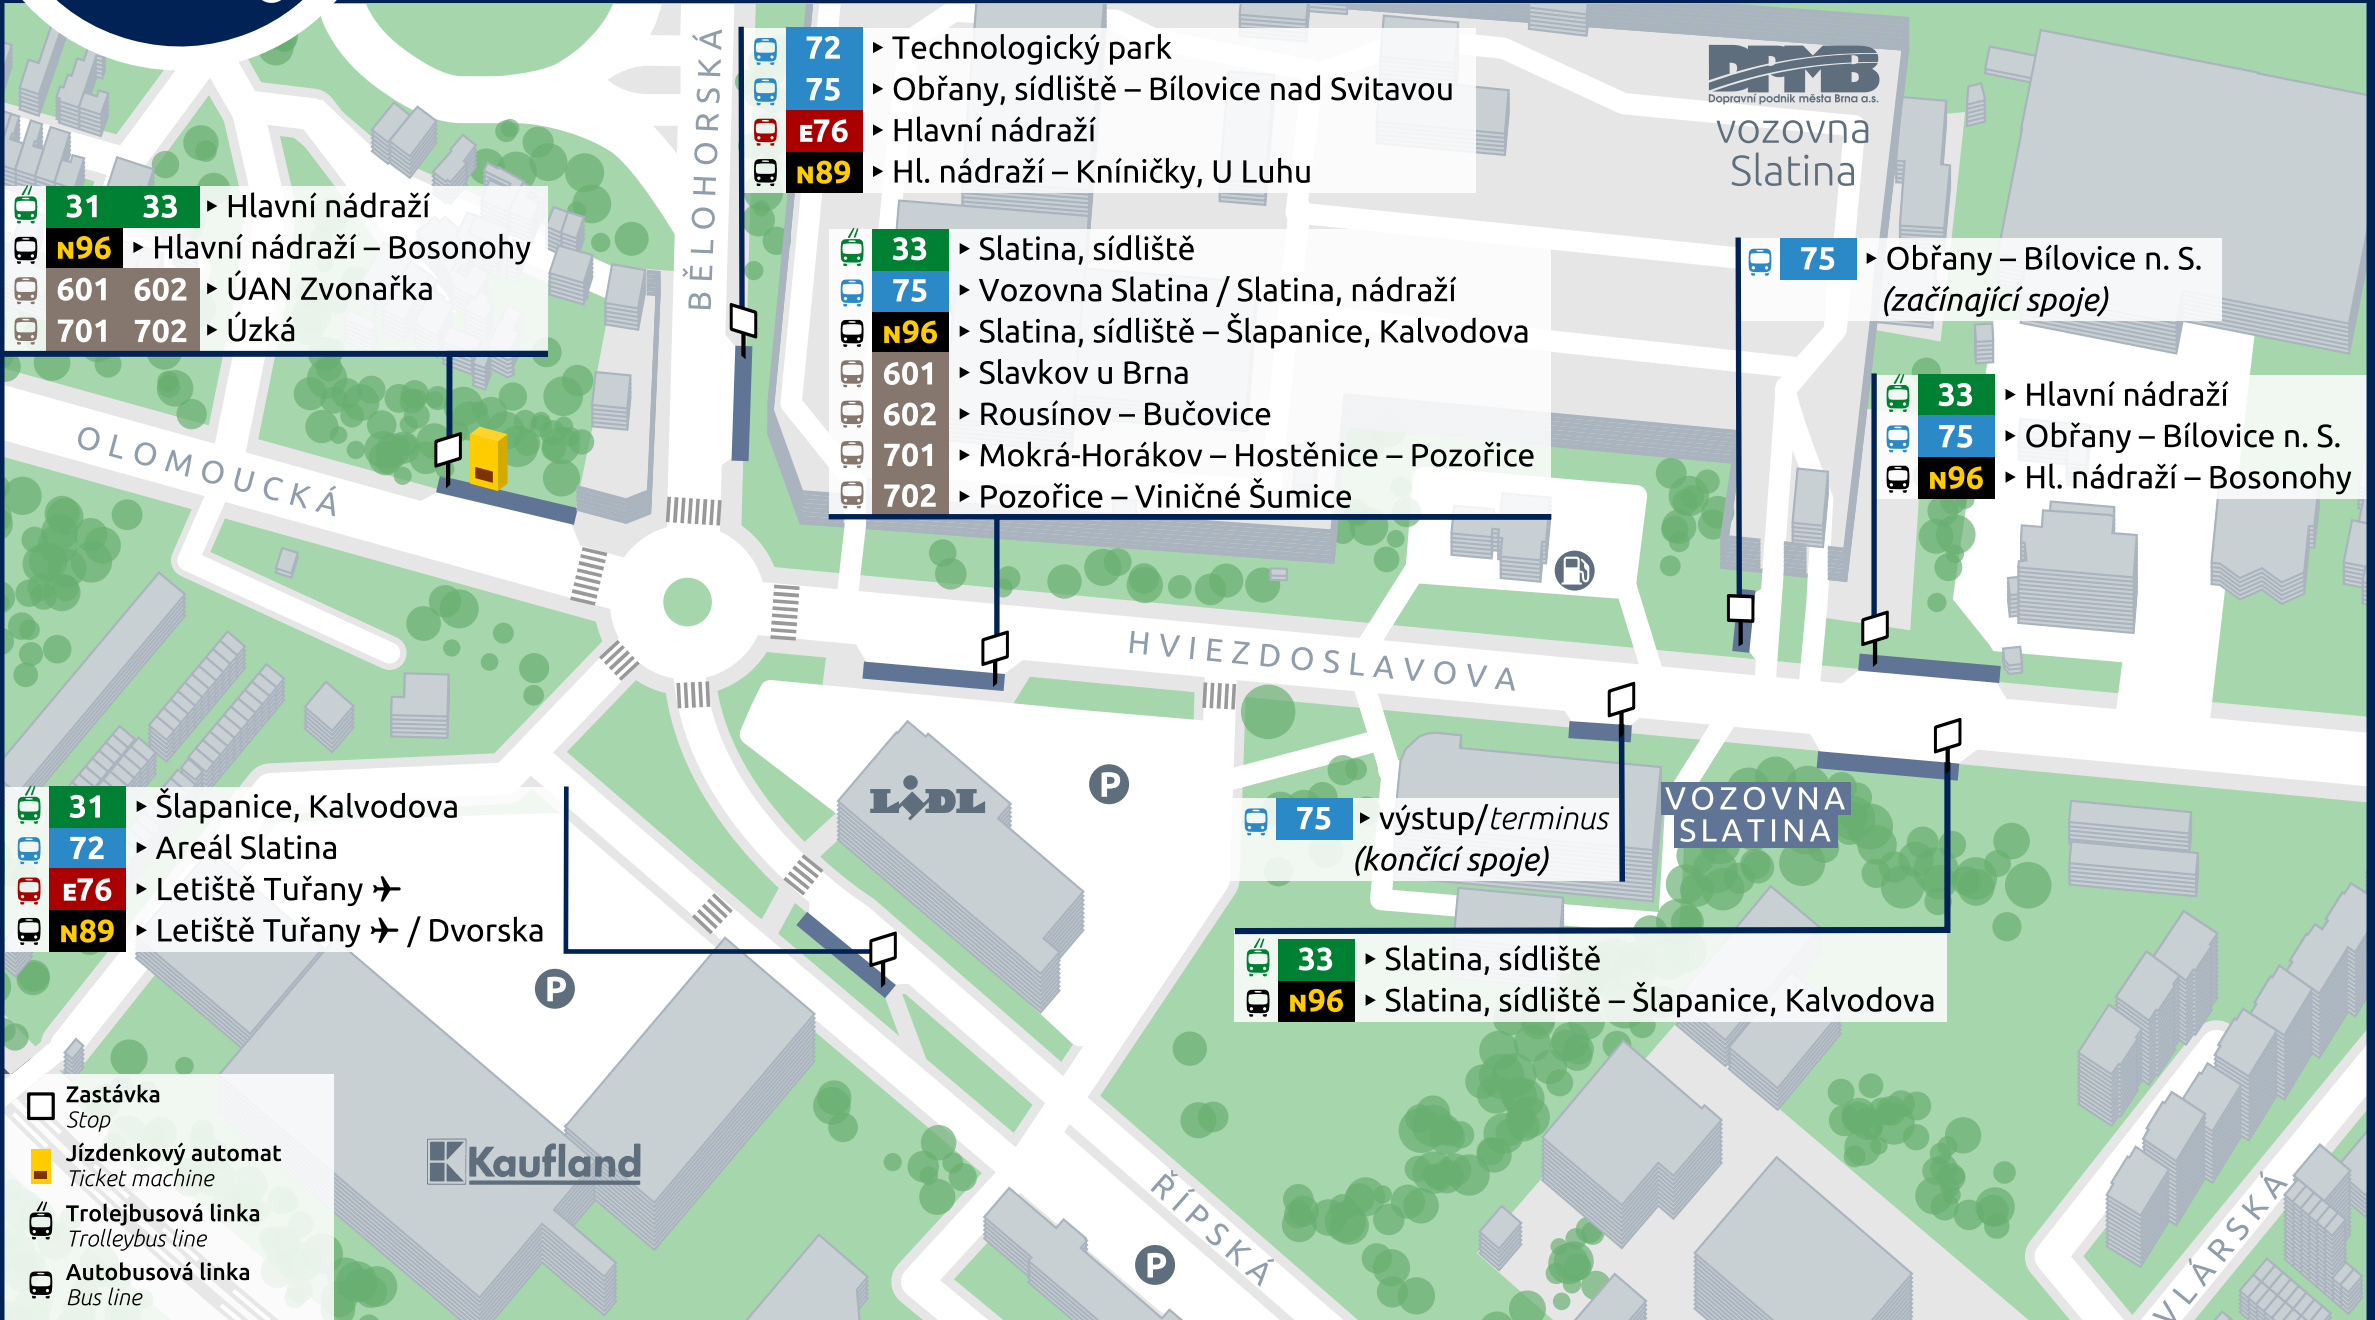 BĚLOHORSKÁ
72 ▸ Technologický park
75 ▸ Obřany, sídliště – Bílovice nad Svitavou
E76 ▸ Hlavní nádraží
N89 ▸ Hl. nádraží – Kníničky, U Luhu
DPMB
Dopravní podnik města Brna a.s.
vozovna
Slatina
31 33 ▸ Hlavní nádraží
N96 ▸ Hlavní nádraží – Bosonohy
601 602 ▸ ÚAN Zvonařka
701 702 ▸ Úzká
33 ▸ Slatina, sídliště
75 ▸ Vozovna Slatina / Slatina, nádraží
N96 ▸ Slatina, sídliště – Šlapanice, Kalvodova
601 ▸ Slavkov u Brna
602 ▸ Rousínov – Bučovice
701 ▸ Mokrá-Horákov – Hostěnice – Pozořice
702 ▸ Pozořice – Viničné Šumice
75 ▸ Obřany – Bílovice n. S.
(začínající spoje)
33 ▸ Hlavní nádraží
75 ▸ Obřany – Bílovice n. S.
N96 ▸ Hl. nádraží – Bosonohy
OLOMOUCKÁ
HVIEZDOSLAVOVA
LIDL
P
31 ▸ Šlapanice, Kalvodova
72 ▸ Areál Slatina
E76 ▸ Letiště Tuřany
N89 ▸ Letiště Tuřany / Dvorska
75 ▸ výstup/terminus
(končící spoje)
VOZOVNA
SLATINA
33 ▸ Slatina, sídliště
N96 ▸ Slatina, sídliště – Šlapanice, Kalvodova
P
Kaufland
ŘÍPSKÁ
P
VLÁRSKÁ
Zastávka
Stop
Jízdenkový automat
Ticket machine
Trolejbusová linka
Trolleybus line
Autobusová linka
Bus line